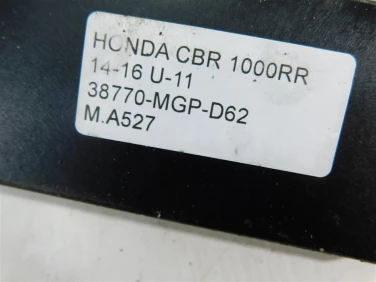 HONDA CBR 1000RR
14-16 U-11
38770-MGP-D62
M.A527